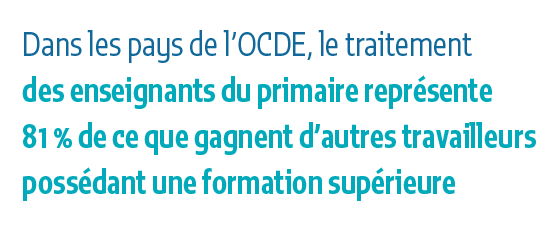 Dans les pays de l’OCDE, le traitement
des enseignants du primaire représente
81 % de ce que gagnent d’autres travailleurs
possédant une formation supérieure